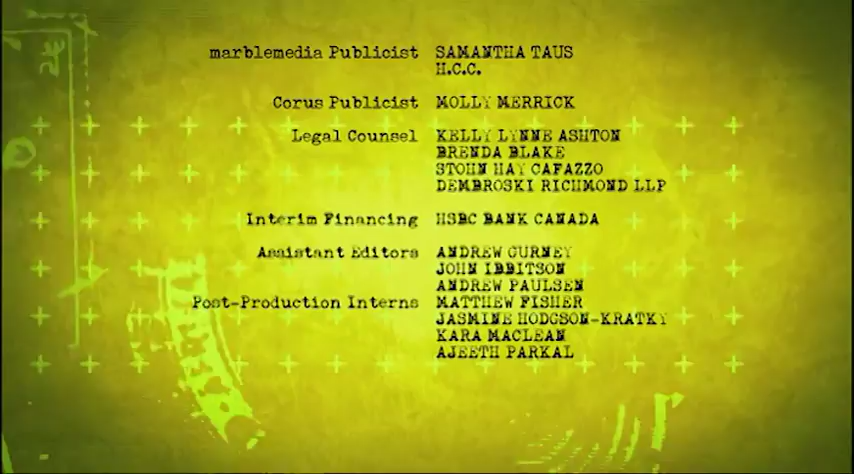 marblemedia Publicist SAMANTHA TAUS
H.C.C.
Corus Publicist MOLLY MERRICK
Legal Counsel KELLY LYNNE ASHTON
BRENDA BLAKE
STOHN HAY CAFAZZO
DEMBROSKI RICHMOND LLP
Interim Financing HSBC BANK CANADA
Assistant Editors ANDREW GURNEY
JOHN IBBITSON
ANDREW PAULSEN
Post-Production Interns MATTHEW FISHER
JASMINE HODGSON-KRATKY
KARA MACLEAN
AJEETH PARKAL